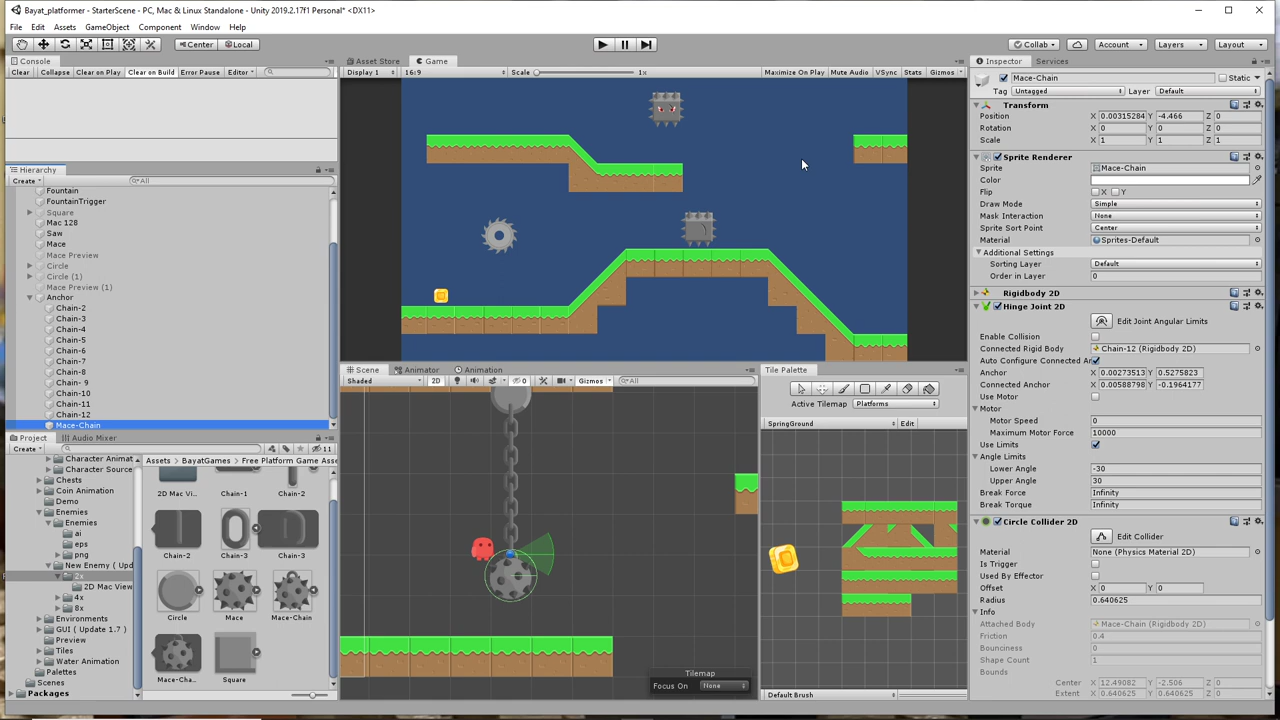 Bayat_platformer - StarterScene - PC, Mac & Linux Standalone - Unity 2019.2.17f1 Personal* <DX11>
File Edit Assets GameObject Component Window Help
Center Local Collab Account Layers Layout
Console
Clear Collapse Clear on Play Clear on Build Error Pause Editor
Hierarchy
Create All
Fountain
FountainTrigger
Square
Mac 128
Saw
Mace
Mace Preview
Circle
Circle (1)
Mace Preview (1)
Anchor
Chain-2
Chain-3
Chain-4
Chain-5
Chain-6
Chain-7
Chain-8
Chain- 9
Chain-10
Chain-11
Chain-12
Mace-Chain
Project Audio Mixer
Create 11
Character Animat
Character Source
Chests
Coin Animation
Demo
Enemies
Enemies
ai
eps
png
New Enemy ( Upd
2x
2D Mac View
4x
8x
Environments
GUI ( Update 1.7 )
Preview
Tiles
Water Animation
Palettes
Scenes
Packages
Assets BayatGames Free Platform Game Asse
2D Mac Vi... Chain-1 Chain-2
Chain-2 Chain-3 Chain-3
Circle Mace Mace-Chain
Mace-Cha... Square
Asset Store Game
Display 1 16:9 Scale 1x Maximize On Play Mute Audio VSync Stats Gizmos
Scene Animator Animation
Shaded 2D 0 Gizmos All
Tilemap
Focus On None
Tile Palette
Active Tilemap Platforms
SpringGround Edit
Default Brush
Inspector Services
Mace-Chain Static
Tag Untagged Layer Default
Transform
Position X 0.00315284 Y -4.466 Z 0
Rotation X 0 Y 0 Z 0
Scale X 1 Y 1 Z 1
Sprite Renderer
Sprite Mace-Chain
Color
Flip X Y
Draw Mode Simple
Mask Interaction None
Sprite Sort Point Center
Material Sprites-Default
Additional Settings
Sorting Layer Default
Order in Layer 0
Rigidbody 2D
Hinge Joint 2D
Edit Joint Angular Limits
Enable Collision
Connected Rigid Body Chain-12 (Rigidbody 2D)
Auto Configure Connected An
Anchor X 0.00273513 Y 0.5275823
Connected Anchor X 0.00588798 Y -0.1964177
Use Motor
Motor
Motor Speed 0
Maximum Motor Force 10000
Use Limits
Angle Limits
Lower Angle -30
Upper Angle 30
Break Force Infinity
Break Torque Infinity
Circle Collider 2D
Edit Collider
Material None (Physics Material 2D)
Is Trigger
Used By Effector
Offset X 0 Y 0
Radius 0.640625
Info
Attached Body Mace-Chain (Rigidbody 2D)
Friction 0.4
Bounciness 0
Shape Count 1
Bounds
Center X 12.49082 Y -2.506 Z 0
Extent X 0.640625 Y 0.640625 Z 0